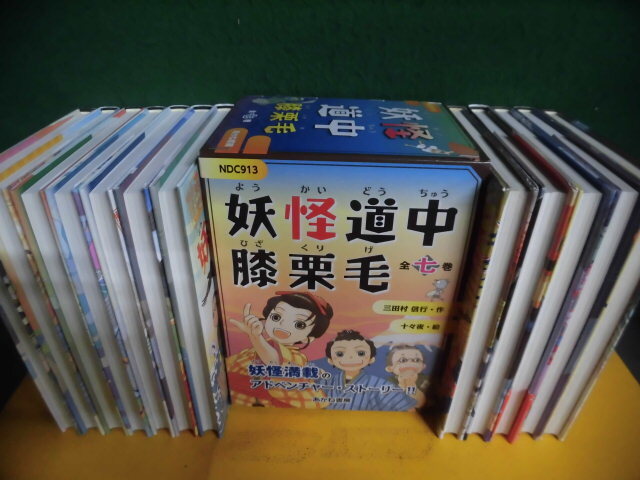 妖怪
道中
膝栗毛
NDC913
よう かい どう ちゅう
妖怪道中
ひざ くり げ
膝栗毛 全七巻
三田村 信行・作
十々夜・絵
妖怪満載の
アドベンチャー・ストーリー!!
あかね書房